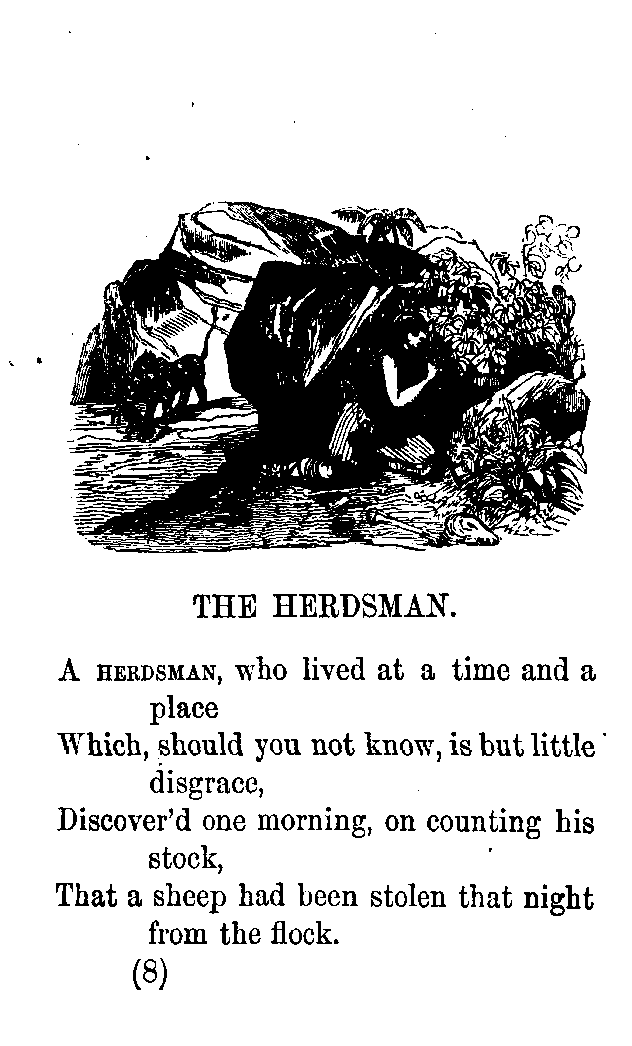 THE HERDSMAN.
A HERDSMAN, who lived at a time and a
place
Which, should you not know, is but little
disgrace,
Discover'd one morning, on counting his
stock,
That a sheep had been stolen that night
from the flock.
(8)